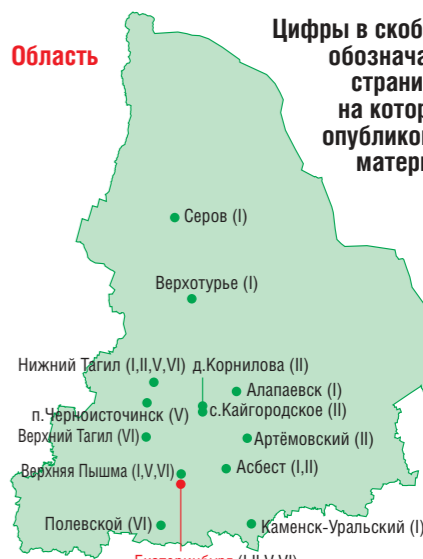 Область
Цифры в скоб
обознача
страни
на котор
опубликов
матери
Серов (I)
Верхотурье (I)
Нижний Тагил (I,II,V,VI) д.Корнилова (II)
Алапаевск (I)
п.Черноисточинск (V) с.Кайгородское (II)
Верхний Тагил (VI) Артёмовский (II)
Верхняя Пышма (I,V,VI) Асбест (I,II)
Полевской (VI) Каменск-Уральский (I)